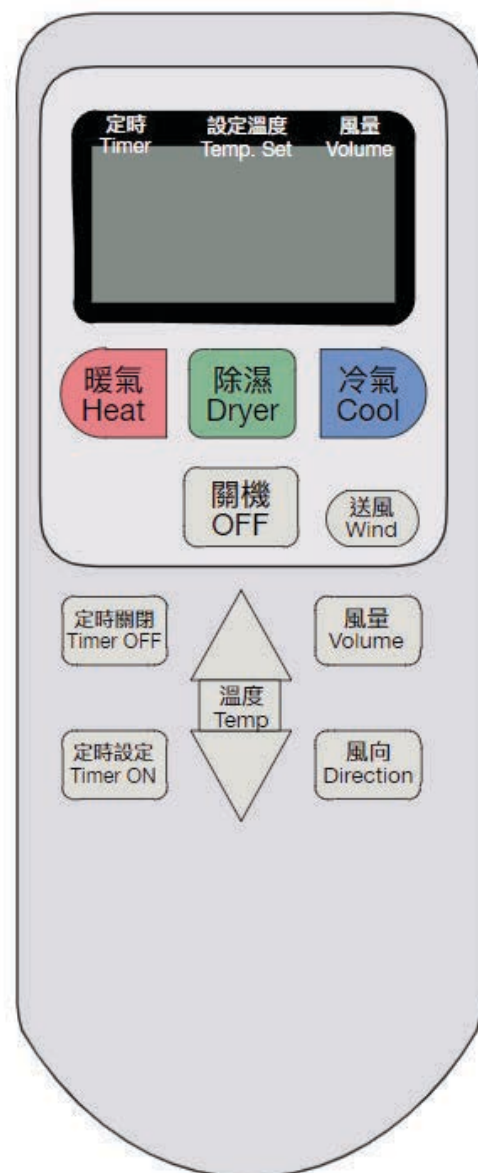 定時 設定溫度 風量
Timer Temp. Set Volume
暖氣 除濕 冷氣
Heat Dryer Cool
關機
OFF
送風
Wind
定時關閉
Timer OFF
風量
Volume
溫度
Temp
定時設定
Timer ON
風向
Direction